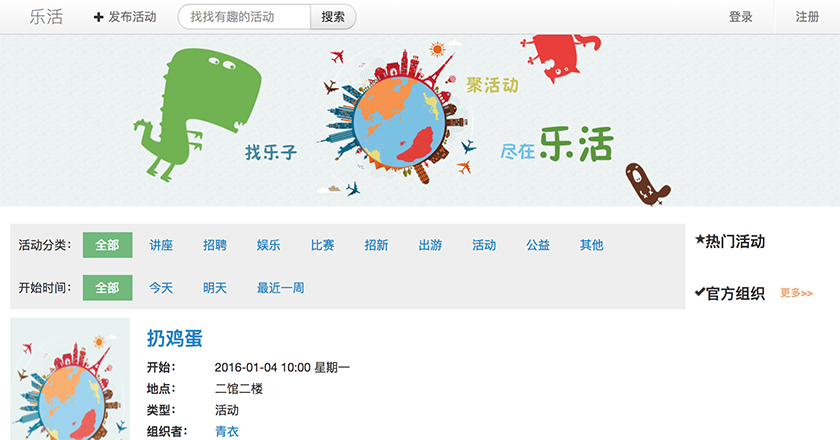 乐活 发布活动 找找有趣的活动 搜索 登录 注册
聚活动
找乐子
尽在乐活
活动分类: 全部 讲座 招聘 娱乐 比赛 招新 出游 活动 公益 其他
热门活动
开始时间: 全部 今天 明天 最近一周
官方组织 更多>>
扔鸡蛋
开始: 2016-01-04 10:00 星期一
地点: 二馆二楼
类型: 活动
组织者: 青衣